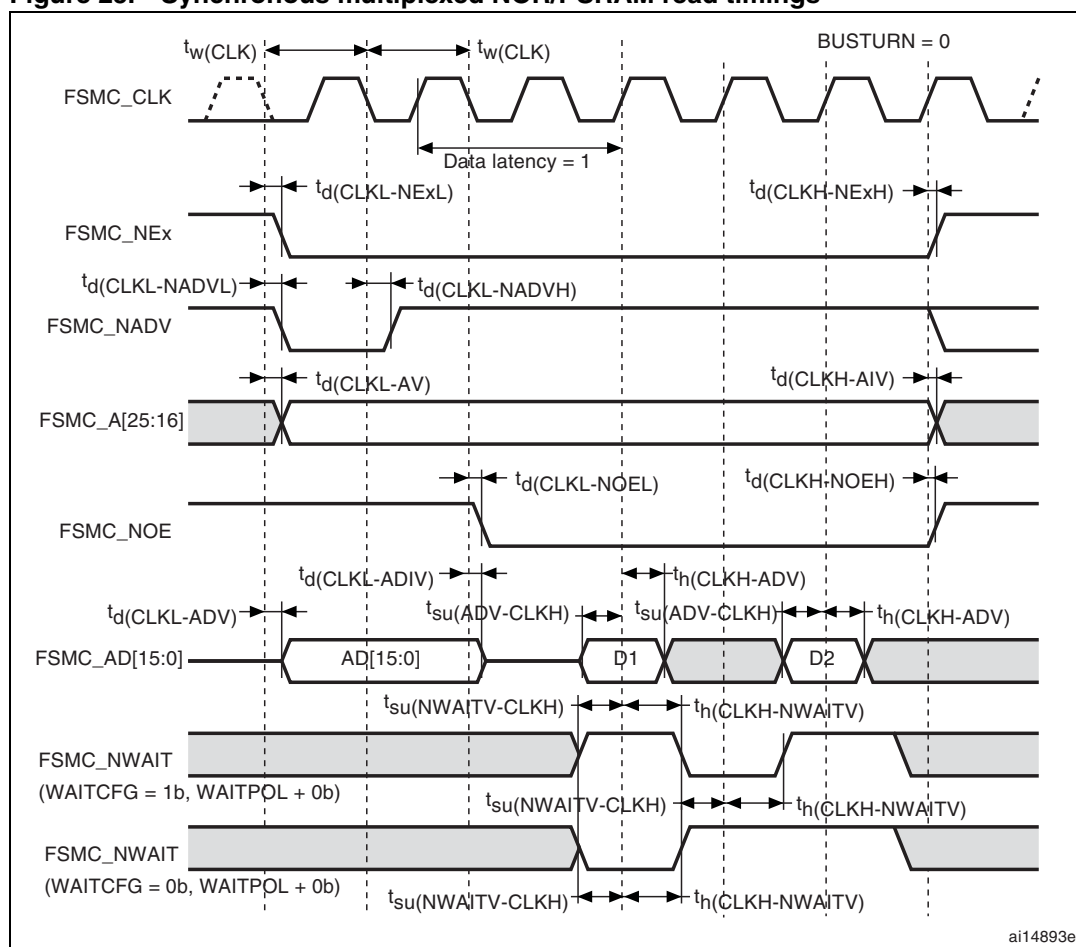 Figure 25. Synchronous multiplexed NOR/PSRAM read timings
tw(CLK)
tw(CLK)
BUSTURN = 0
FSMC_CLK
Data latency = 1
td(CLKL-NExL)
td(CLKH-NExH)
FSMC_NEx
td(CLKL-NADVL)
td(CLKL-NADVH)
FSMC_NADV
td(CLKL-AV)
td(CLKH-AIV)
FSMC_A[25:16]
td(CLKL-NOEL)
td(CLKH-NOEH)
FSMC_NOE
td(CLKL-ADIV)
th(CLKH-ADV)
td(CLKL-ADV)
tsu(ADV-CLKH)
tsu(ADV-CLKH)
th(CLKH-ADV)
FSMC_AD[15:0]
AD[15:0]
D1
D2
tsu(NWAITV-CLKH)
th(CLKH-NWAITV)
FSMC_NWAIT
(WAITCFG = 1b, WAITPOL + 0b)
tsu(NWAITV-CLKH)
th(CLKH-NWAITV)
FSMC_NWAIT
(WAITCFG = 0b, WAITPOL + 0b)
tsu(NWAITV-CLKH)
th(CLKH-NWAITV)
ai14893e